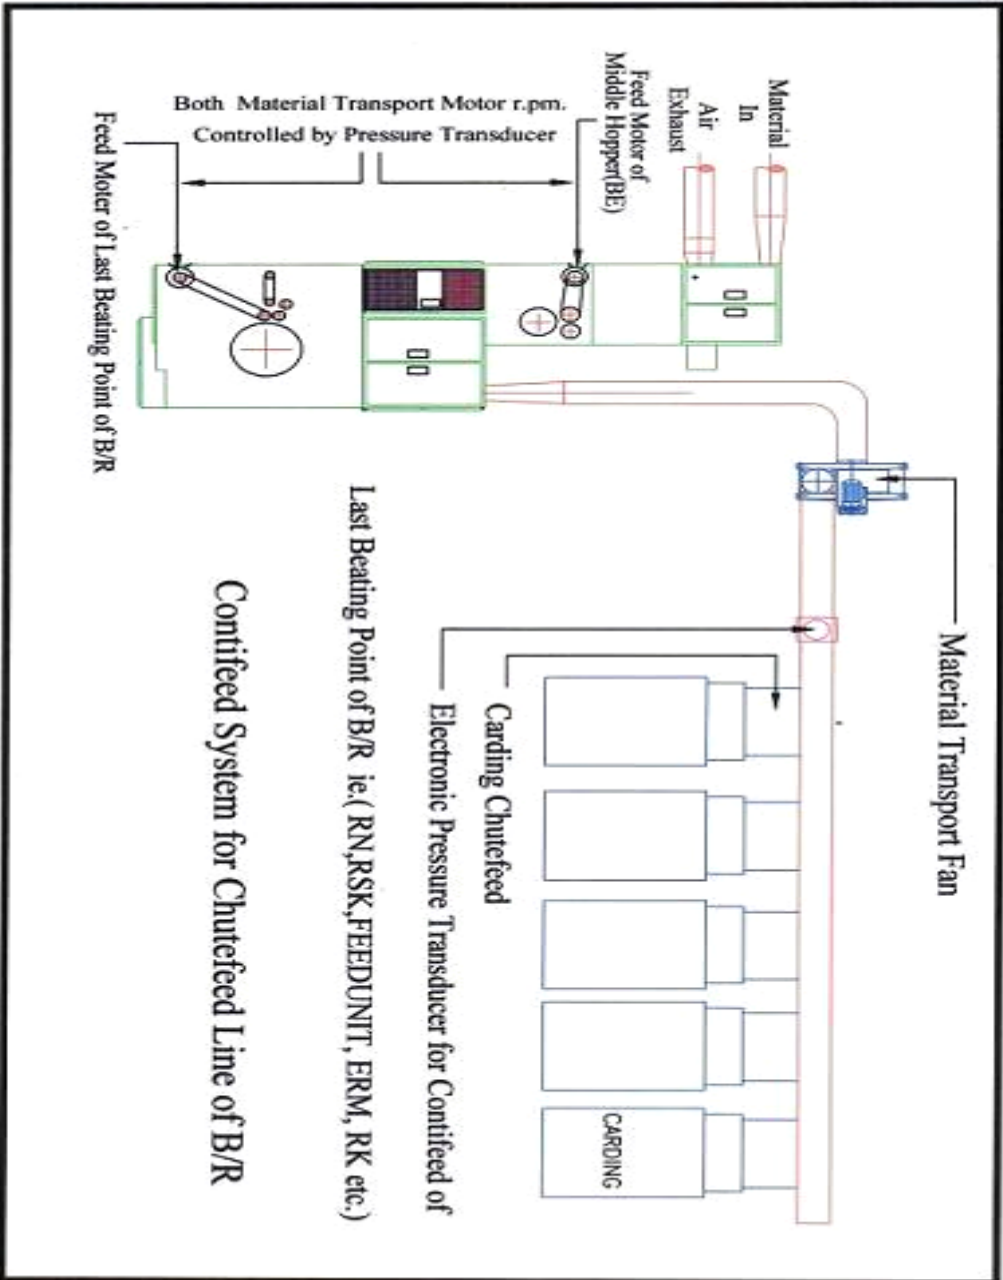 Material
In
Air
Exhaust
Feed Motor of
Middle Hopper(BE)
Both Material Transport Motor r.pm.
Controlled by Pressure Transducer
Feed Moter of Last Beating Point of B/R
Material Transport Fan
Carding Chutefeed
Electronic Pressure Transducer for Contifeed of
Last Beating Point of B/R ie.( RN,RSK,FEEDUNIT, ERM, RK etc.)
CARDING
Contifeed System for Chutefeed Line of B/R